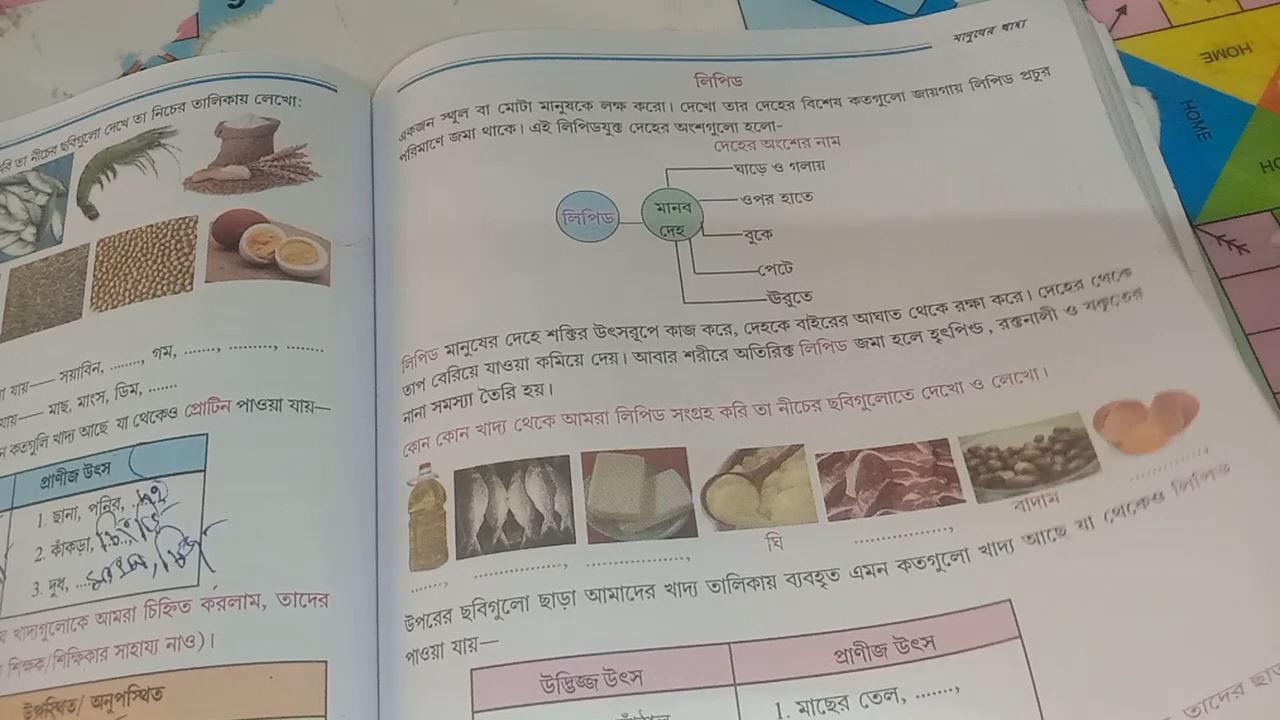 তা নীচের ছবিগুলো দেখে তা নিচের তালিকায় লেখো:
যায়— সয়াবিন, ......., গম, ......., ........., .......
যায়— মাছ, মাংস, ডিম, .......
কতগুলি খাদ্য আছে যা থেকেও প্রোটিন পাওয়া যায়—
প্রাণীজ উৎস
1. ছানা, পনির,
2. কাঁকড়া,
3. দুধ,
খাদ্যগুলোকে আমরা চিহ্নিত করলাম, তাদের
শিক্ষক/শিক্ষিকার সাহায্য নাও)।
উপস্থিত/ অনুপস্থিত
মানুষের খাদ্য
লিপিড
একজন স্থূল বা মোটা মানুষকে লক্ষ করো। দেখো তার দেহের বিশেষ কতগুলো জায়গায় লিপিড প্রচুর
পরিমাণে জমা থাকে। এই লিপিডযুক্ত দেহের অংশগুলো হলো-
দেহের অংশের নাম
ঘাড়ে ও গলায়
ওপর হাতে
লিপিড
মানব
দেহ
বুকে
পেটে
ঊরুতে
লিপিড মানুষের দেহে শক্তির উৎসরূপে কাজ করে, দেহকে বাইরের আঘাত থেকে রক্ষা করে। দেহের থেকে
তাপ বেরিয়ে যাওয়া কমিয়ে দেয়। আবার শরীরে অতিরিক্ত লিপিড জমা হলে হৃৎপিণ্ড, রক্তনালী ও যকৃতের
নানা সমস্যা তৈরি হয়।
কোন কোন খাদ্য থেকে আমরা লিপিড সংগ্রহ করি তা নীচের ছবিগুলোতে দেখো ও লেখো।
......., .................., ..................., ঘি ..................., বাদাম ...............
উপরের ছবিগুলো ছাড়া আমাদের খাদ্য তালিকায় ব্যবহৃত এমন কতগুলো খাদ্য আছে যা থেকেও লিপিড
পাওয়া যায়—
উদ্ভিজ্জ উৎস
প্রাণীজ উৎস
1. মাছের তেল, .......,
তাদের
HOME
HOME